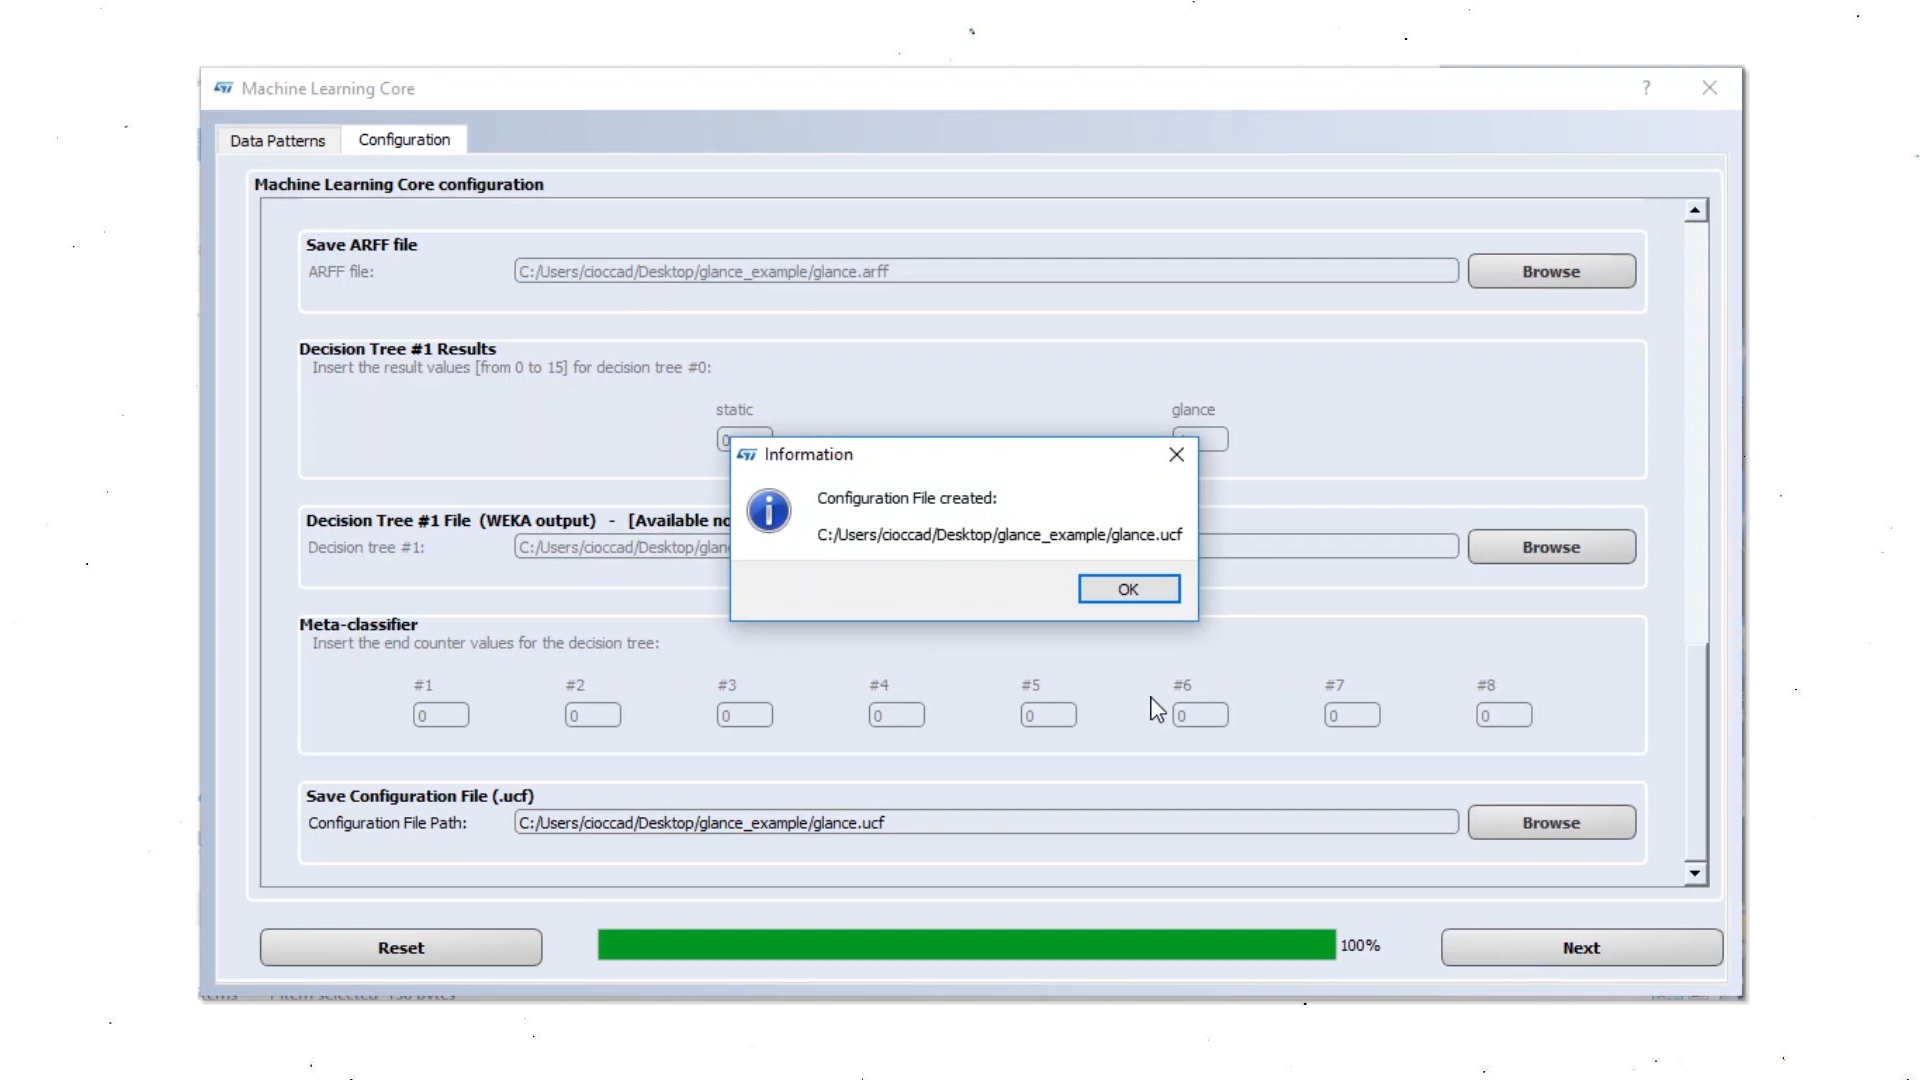 Machine Learning Core
?
Data Patterns
Configuration
Machine Learning Core configuration
Save ARFF file
ARFF file:
C:/Users/cioccad/Desktop/glance_example/glance.arff
Browse
Decision Tree #1 Results
Insert the result values [from 0 to 15] for decision tree #0:
static
glance
0
Information
Configuration File created:
C:/Users/cioccad/Desktop/glance_example/glance.ucf
OK
Decision Tree #1 File (WEKA output) - [Available
Decision tree #1:
C:/Users/cioccad/Desktop/glan
Browse
Meta-classifier
Insert the end counter values for the decision tree:
#1 #2 #3 #4 #5 #6 #7 #8
0 0 0 0 0 0 0 0
Save Configuration File (.ucf)
Configuration File Path:
C:/Users/cioccad/Desktop/glance_example/glance.ucf
Browse
Reset
100%
Next